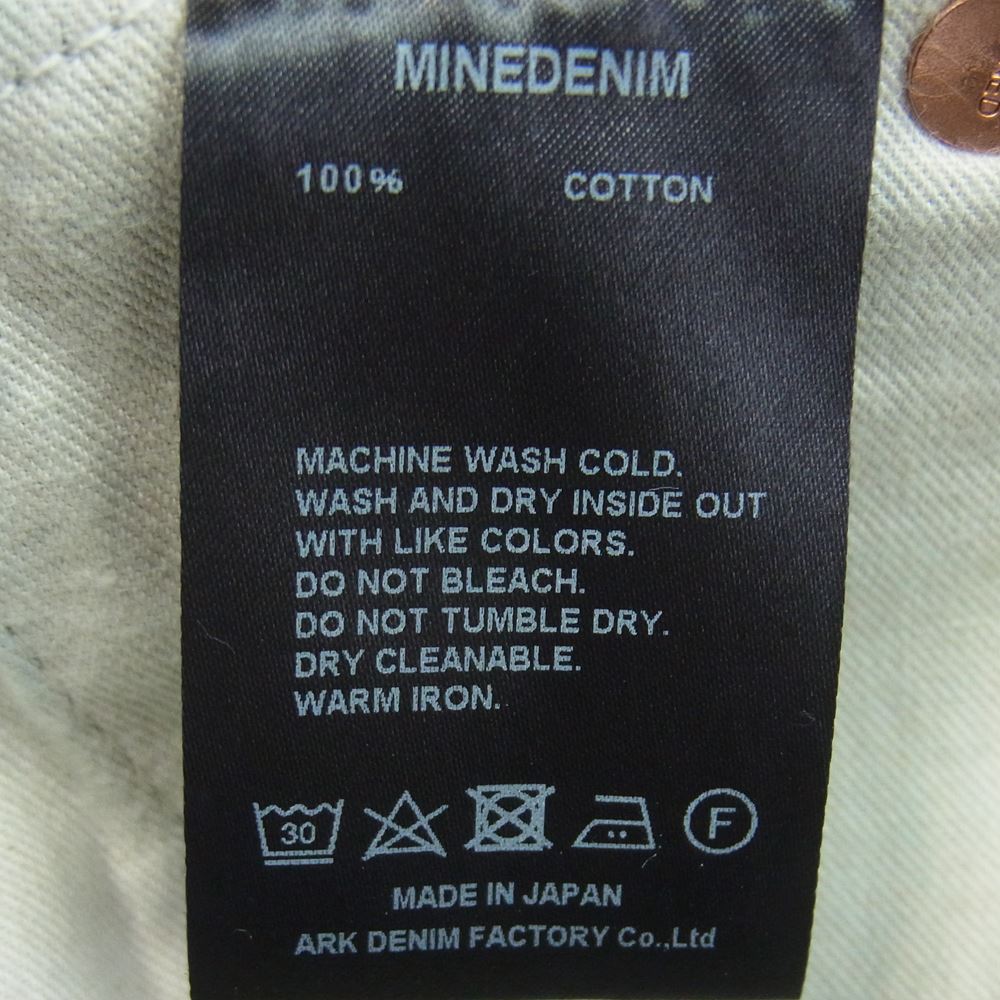 MINEDENIM
100% COTTON
MACHINE WASH COLD.
WASH AND DRY INSIDE OUT
WITH LIKE COLORS.
DO NOT BLEACH.
DO NOT TUMBLE DRY.
DRY CLEANABLE.
WARM IRON.
30 F
MADE IN JAPAN
ARK DENIM FACTORY Co.,Ltd